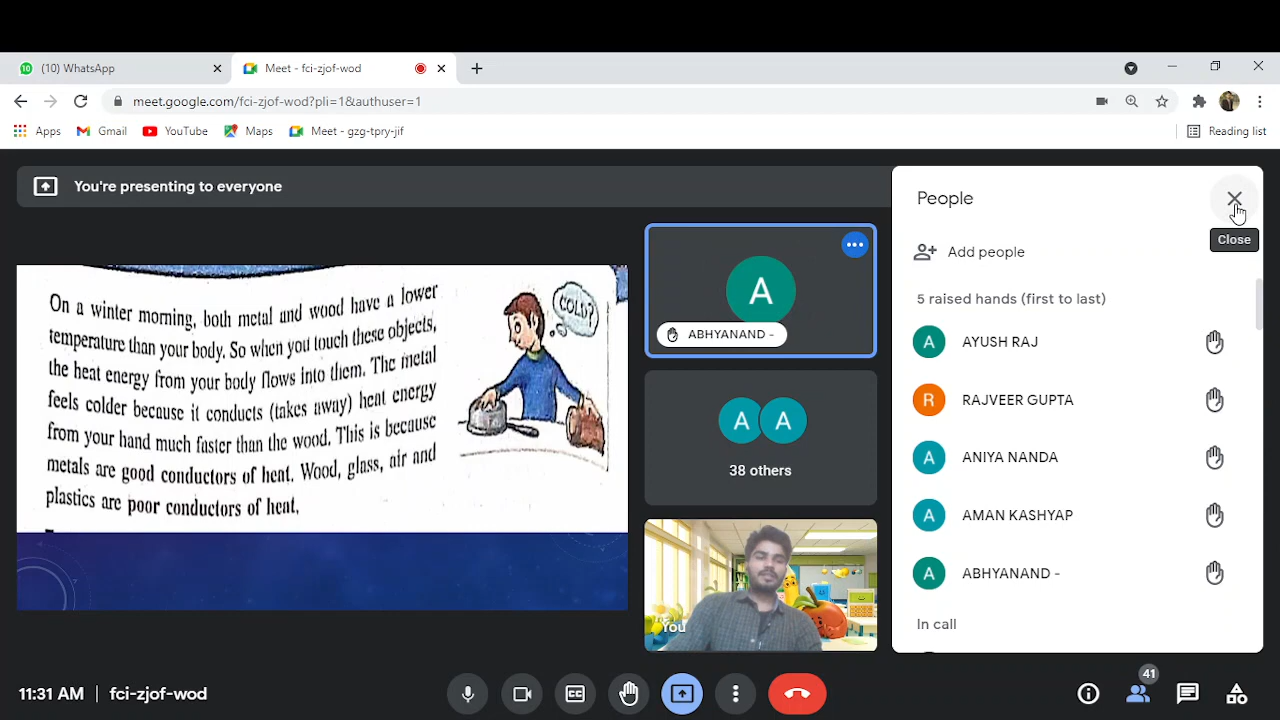 (10) WhatsApp
Meet - fci-zjof-wod
meet.google.com/fci-zjof-wod?pli=1&authuser=1
Apps
Gmail
YouTube
Maps
Meet - gzg-tpry-jif
Reading list
You're presenting to everyone
On a winter morning, both metal and wood have a lower
temperature than your body. So when you touch these objects,
the heat energy from your body flows into them. The metal
feels colder because it conducts (takes away) heat energy
from your hand much faster than the wood. This is because
metals are good conductors of heat. Wood, glass, air and
plastics are poor conductors of heat.
COLD?
A
ABHYANAND -
A A
38 others
You
People
Close
Add people
5 raised hands (first to last)
A AYUSH RAJ
R RAJVEER GUPTA
A ANIYA NANDA
A AMAN KASHYAP
A ABHYANAND -
In call
11:31 AM | fci-zjof-wod
CC
41